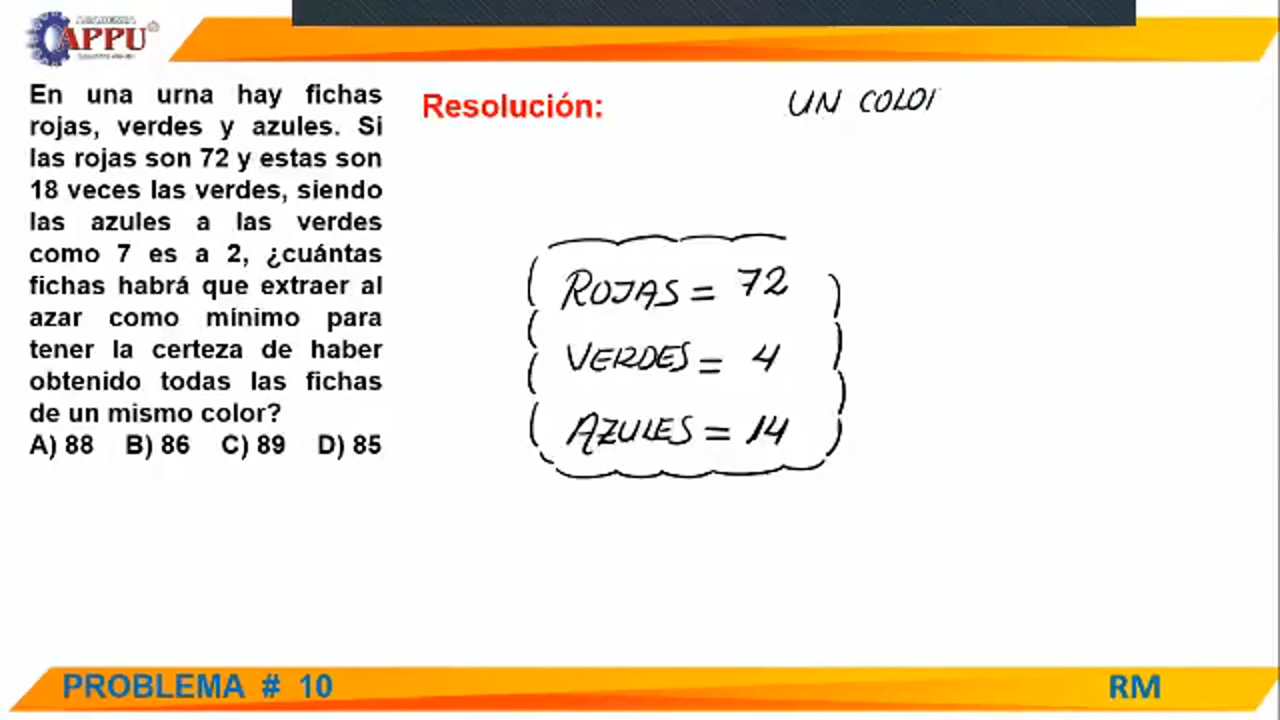 ACADEMIA
APPU
En una urna hay fichas
rojas, verdes y azules. Si
las rojas son 72 y estas son
18 veces las verdes, siendo
las azules a las verdes
como 7 es a 2, ¿cuántas
fichas habrá que extraer al
azar como mínimo para
tener la certeza de haber
obtenido todas las fichas
de un mismo color?
A) 88 B) 86 C) 89 D) 85
Resolución:
UN COLOR
ROJAS = 72
VERDES = 4
AZULES = 14
PROBLEMA # 10
RM